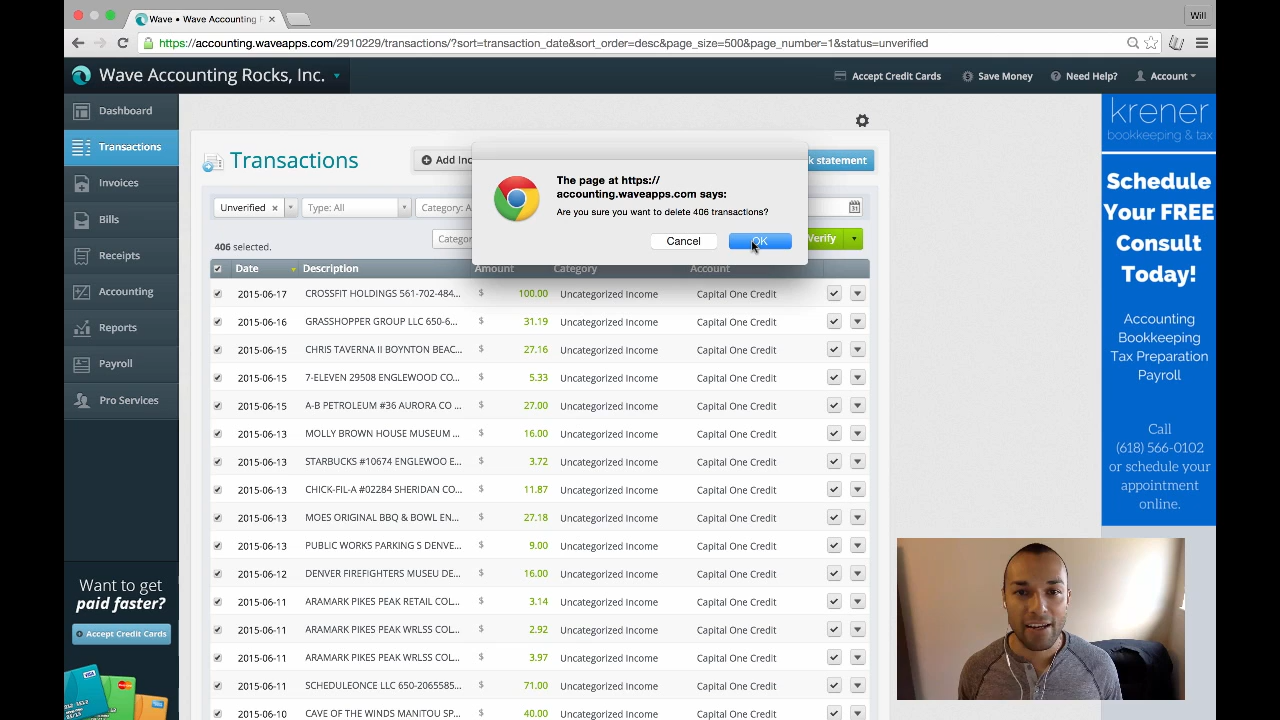 Wave • Wave Accounting F
Will
https://accounting.waveapps.com/2910229/transactions/?sort=transaction_date&sort_order=desc&page_size=500&page_number=1&status=unverified
Wave Accounting Rocks, Inc.
Accept Credit Cards
Save Money
Need Help?
Account
Dashboard
Transactions
Invoices
Bills
Receipts
Accounting
Reports
Payroll
Pro Services
Want to get
paid faster?
Accept Credit Cards
Transactions
Add Inc
k statement
The page at https://
accounting.waveapps.com says:
Are you sure you want to delete 406 transactions?
Cancel
OK
Unverified
Type: All
Category: A
406 selected.
Categor
Verify
Date Description Amount Category Account
2015-06-17 CROSSFIT HOLDINGS 561-702-484... $ 100.00 Uncategorized Income Capital One Credit
2015-06-16 GRASSHOPPER GROUP LLC 650-6... $ 31.19 Uncategorized Income Capital One Credit
2015-06-15 CHRIS TAVERNA II BOYNTON BEAC... $ 27.16 Uncategorized Income Capital One Credit
2015-06-15 7-ELEVEN 29508 ENGLEWOOD CO... $ 5.33 Uncategorized Income Capital One Credit
2015-06-15 A-B PETROLEUM #36 AURORA CO ... $ 27.00 Uncategorized Income Capital One Credit
2015-06-13 MOLLY BROWN HOUSE MUSEUM ... $ 16.00 Uncategorized Income Capital One Credit
2015-06-13 STARBUCKS #10674 ENGLEWOO E... $ 3.72 Uncategorized Income Capital One Credit
2015-06-13 CHICK-FIL-A #02284 SHERIDAN CO... $ 11.87 Uncategorized Income Capital One Credit
2015-06-13 MOES ORIGINAL BBQ & BOWL EN... $ 27.18 Uncategorized Income Capital One Credit
2015-06-13 PUBLIC WORKS PARKING S DENVE... $ 9.00 Uncategorized Income Capital One Credit
2015-06-12 DENVER FIREFIGHTERS MUSEU DE... $ 16.00 Uncategorized Income Capital One Credit
2015-06-11 ARAMARK PIKES PEAK RETAIL COL... $ 3.14 Uncategorized Income Capital One Credit
2015-06-11 ARAMARK PIKES PEAK WRLSS COL... $ 2.92 Uncategorized Income Capital One Credit
2015-06-11 ARAMARK PIKES PEAK WRLSS COL... $ 3.97 Uncategorized Income Capital One Credit
2015-06-11 SCHEDULEONCE LLC 650-2065585... $ 71.00 Uncategorized Income Capital One Credit
2015-06-10 CAVE OF THE WINDS MANITOU SP... $ 40.00 Uncategorized Income Capital One Credit
krener
bookkeeping & tax
Schedule
Your FREE
Consult
Today!
Accounting
Bookkeeping
Tax Preparation
Payroll
Call
(618) 566-0102
or schedule your
appointment
online.